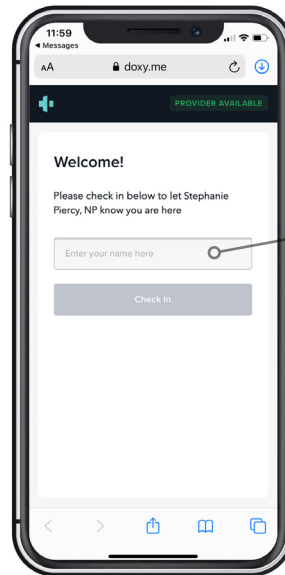 11:59
Messages
AA doxy.me
PROVIDER AVAILABLE
Welcome!
Please check in below to let Stephanie
Piercy, NP know you are here
Enter your name here
Check In